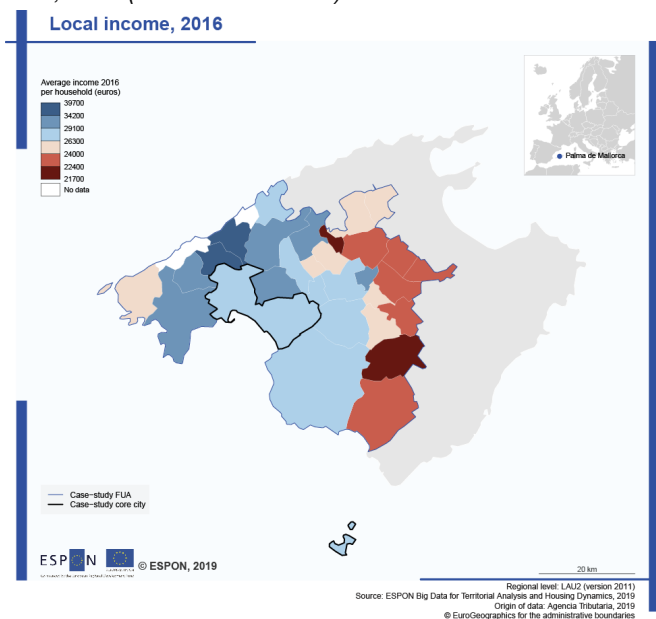 Local income, 2016
Average income 2016
per household (euros)
39700
34200
29100
26300
24000
22400
21700
No data
Palma de Mallorca
Case-study FUA
Case-study core city
ESPON
© ESPON, 2019
20 km
Regional level: LAU2 (version 2011)
Source: ESPON Big Data for Territorial Analysis and Housing Dynamics, 2019
Origin of data: Agencia Tributaria, 2019
© EuroGeographics for the administrative boundaries